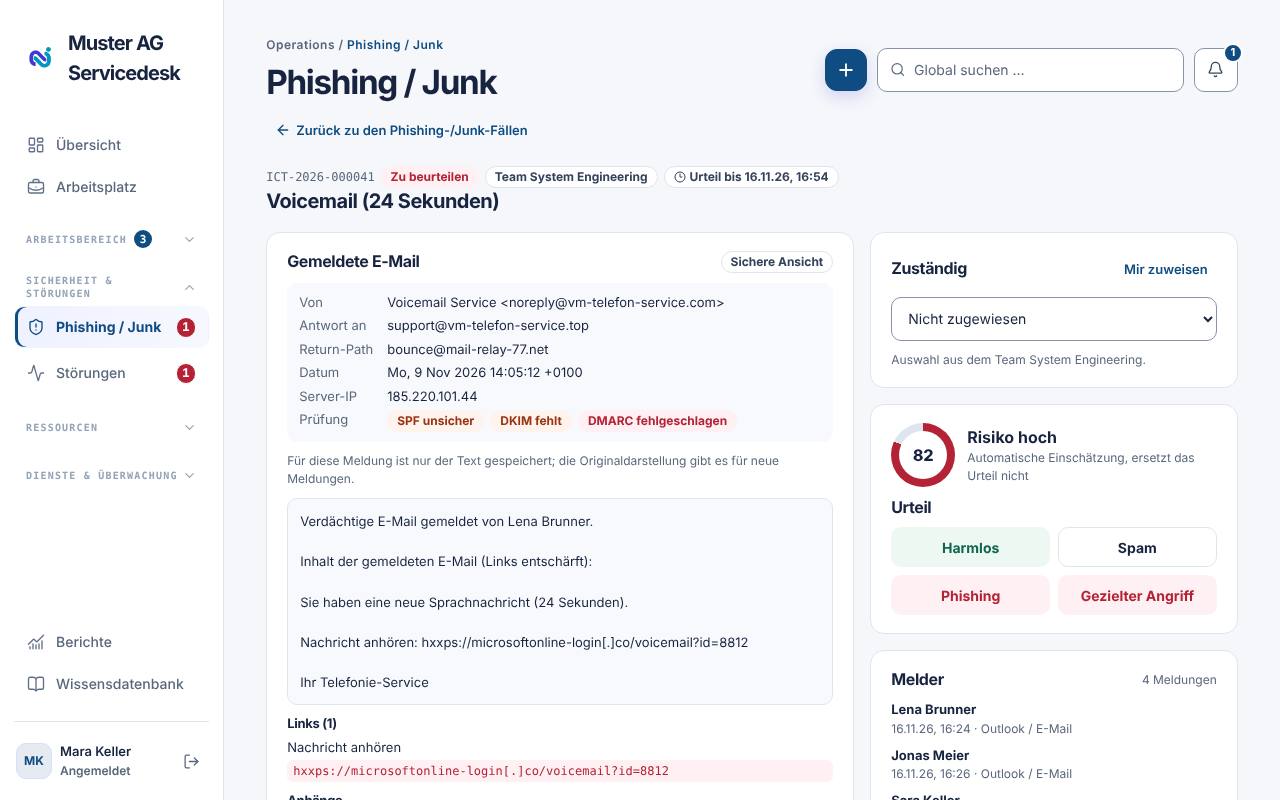 Muster AG
Servicedesk
Übersicht
Arbeitsplatz
ARBEITSBEREICH 3
SICHERHEIT &
STÖRUNGEN
Phishing / Junk 1
Störungen 1
RESSOURCEN
DIENSTE & ÜBERWACHUNG
Berichte
Wissensdatenbank
MK
Mara Keller
Angemeldet
Operations / Phishing / Junk
Phishing / Junk
Global suchen ...
1
Zurück zu den Phishing-/Junk-Fällen
ICT-2026-000041 Zu beurteilen Team System Engineering Urteil bis 16.11.26, 16:54
Voicemail (24 Sekunden)
Gemeldete E-Mail Sichere Ansicht
Von Voicemail Service <noreply@vm-telefon-service.com>
Antwort an support@vm-telefon-service.top
Return-Path bounce@mail-relay-77.net
Datum Mo, 9 Nov 2026 14:05:12 +0100
Server-IP 185.220.101.44
Prüfung SPF unsicher DKIM fehlt DMARC fehlgeschlagen
Für diese Meldung ist nur der Text gespeichert; die Originaldarstellung gibt es für neue
Meldungen.
Verdächtige E-Mail gemeldet von Lena Brunner.
Inhalt der gemeldeten E-Mail (Links entschärft):
Sie haben eine neue Sprachnachricht (24 Sekunden).
Nachricht anhören: hxxps://microsoftonline-login[.]co/voicemail?id=8812
Ihr Telefonie-Service
Links (1)
Nachricht anhören
hxxps://microsoftonline-login[.]co/voicemail?id=8812
Anhänge
Zuständig Mir zuweisen
Nicht zugewiesen
Auswahl aus dem Team System Engineering.
82
Risiko hoch
Automatische Einschätzung, ersetzt das
Urteil nicht
Urteil
Harmlos Spam
Phishing Gezielter Angriff
Melder 4 Meldungen
Lena Brunner
16.11.26, 16:24 · Outlook / E-Mail
Jonas Meier
16.11.26, 16:26 · Outlook / E-Mail
Sara Keller